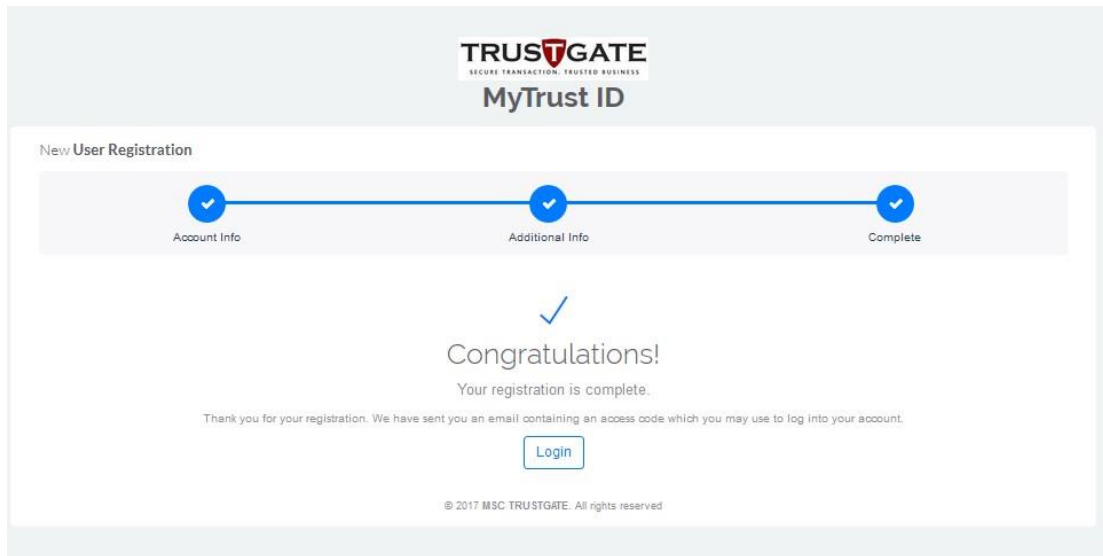 TRUSTGATE
SECURE TRANSACTION. TRUSTED BUSINESS
MyTrust ID
New User Registration
Account Info
Additional Info
Complete
Congratulations!
Your registration is complete.
Thank you for your registration. We have sent you an email containing an access code which you may use to log into your account.
Login
© 2017 MSC TRUSTGATE. All rights reserved